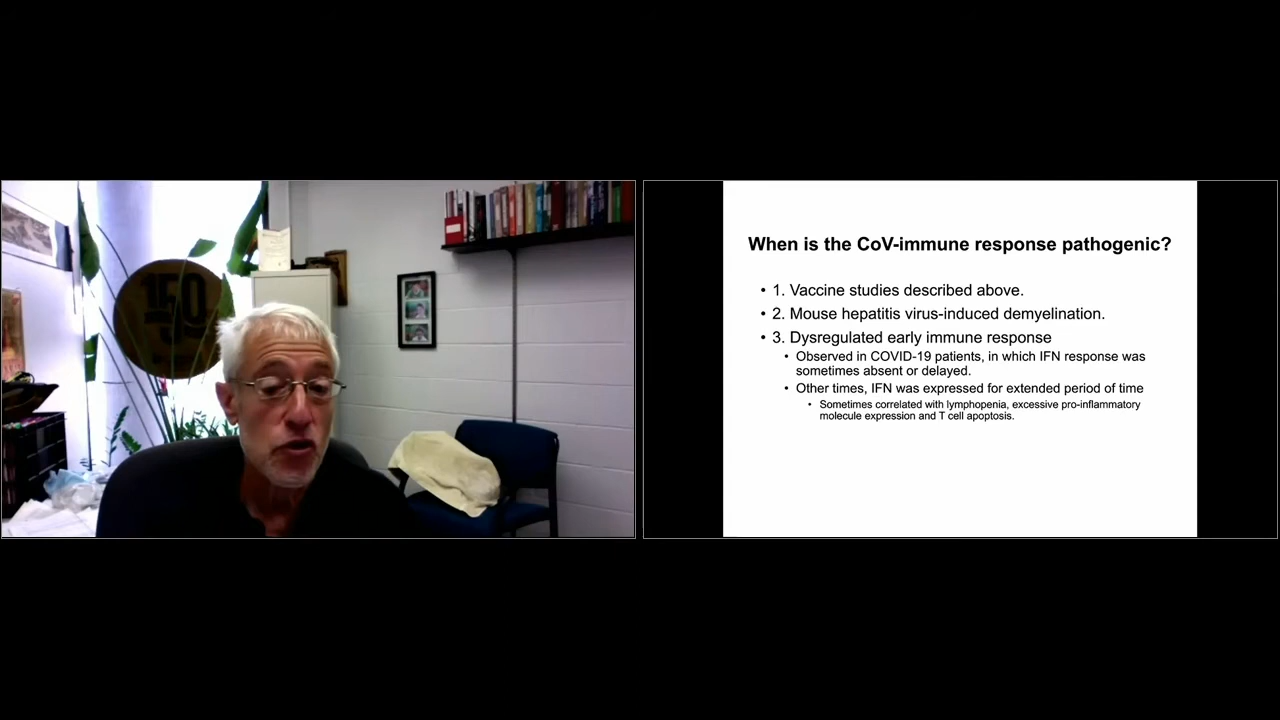 150
When is the CoV-immune response pathogenic?
• 1. Vaccine studies described above.
• 2. Mouse hepatitis virus-induced demyelination.
• 3. Dysregulated early immune response
• Observed in COVID-19 patients, in which IFN response was
sometimes absent or delayed.
• Other times, IFN was expressed for extended period of time
• Sometimes correlated with lymphopenia, excessive pro-inflammatory
molecule expression and T cell apoptosis.